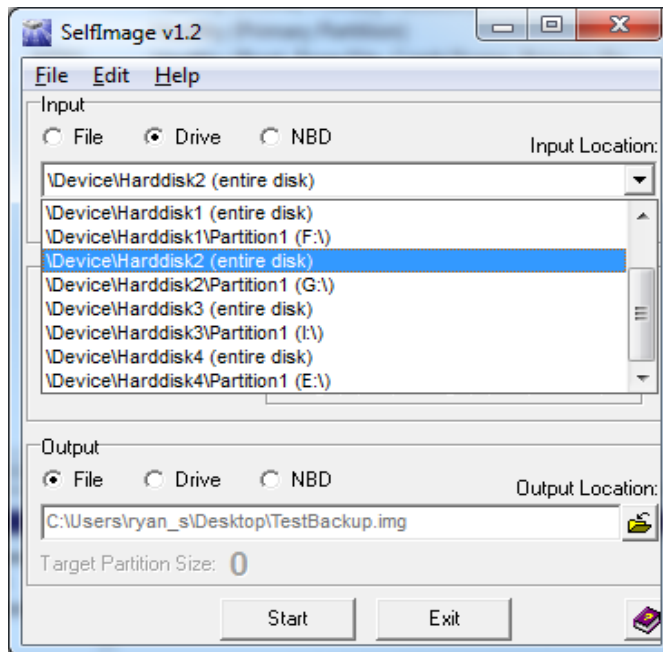 SelfImage v1.2
File Edit Help
Input
File Drive NBD
Input Location:
\Device\Harddisk2 (entire disk)
\Device\Harddisk1 (entire disk)
\Device\Harddisk1\Partition1 (F:\)
\Device\Harddisk2 (entire disk)
\Device\Harddisk2\Partition1 (G:\)
\Device\Harddisk3 (entire disk)
\Device\Harddisk3\Partition1 (I:\)
\Device\Harddisk4 (entire disk)
\Device\Harddisk4\Partition1 (E:\)
Output
File Drive NBD
Output Location:
C:\Users\ryan_s\Desktop\TestBackup.img
Target Partition Size: 0
Start Exit